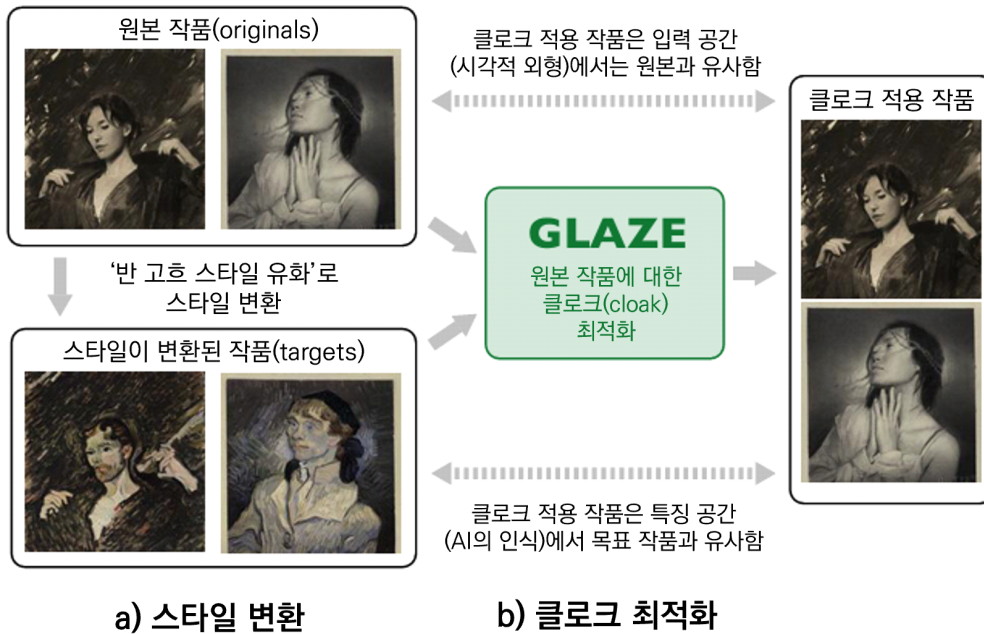 원본 작품(originals)
클로크 적용 작품은 입력 공간
(시각적 외형)에서는 원본과 유사함
클로크 적용 작품
GLAZE
원본 작품에 대한
클로크(cloak)
최적화
‘반 고흐 스타일 유화’로
스타일 변환
스타일이 변환된 작품(targets)
클로크 적용 작품은 특징 공간
(AI의 인식)에서 목표 작품과 유사함
a) 스타일 변환
b) 클로크 최적화